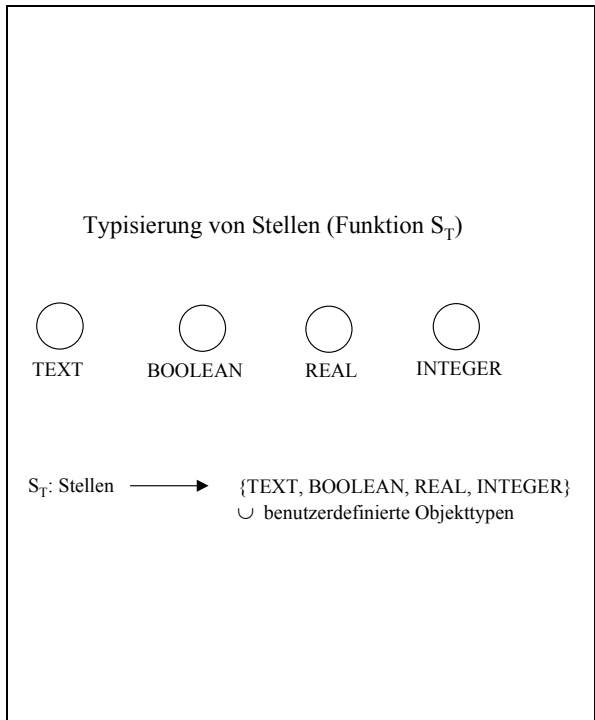 Typisierung von Stellen (Funktion S_T)
TEXT BOOLEAN REAL INTEGER
S_T: Stellen ⟶ {TEXT, BOOLEAN, REAL, INTEGER}
∪ benutzerdefinierte Objekttypen